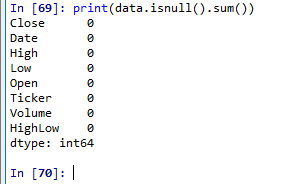 In [69]: print(data.isnull().sum())
Close 0
Date 0
High 0
Low 0
Open 0
Ticker 0
Volume 0
HighLow 0
dtype: int64
In [70]: